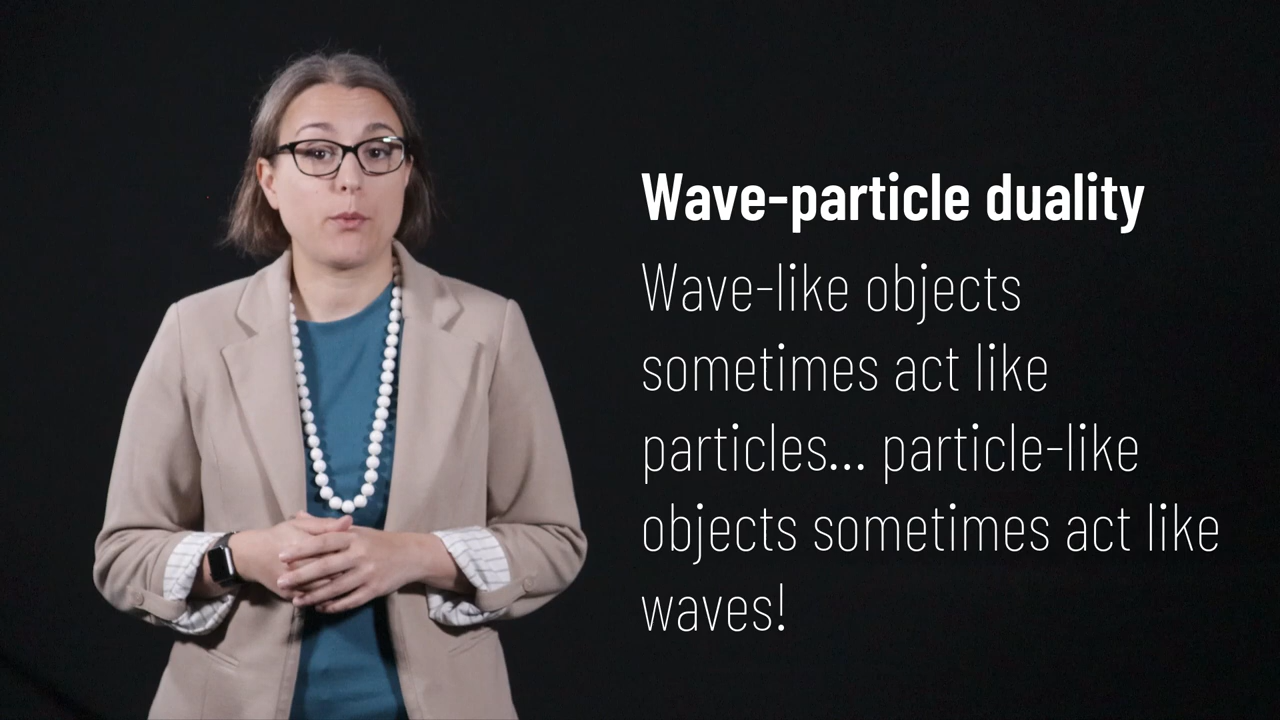 Wave-particle duality
Wave-like objects
sometimes act like
particles... particle-like
objects sometimes act like
waves!